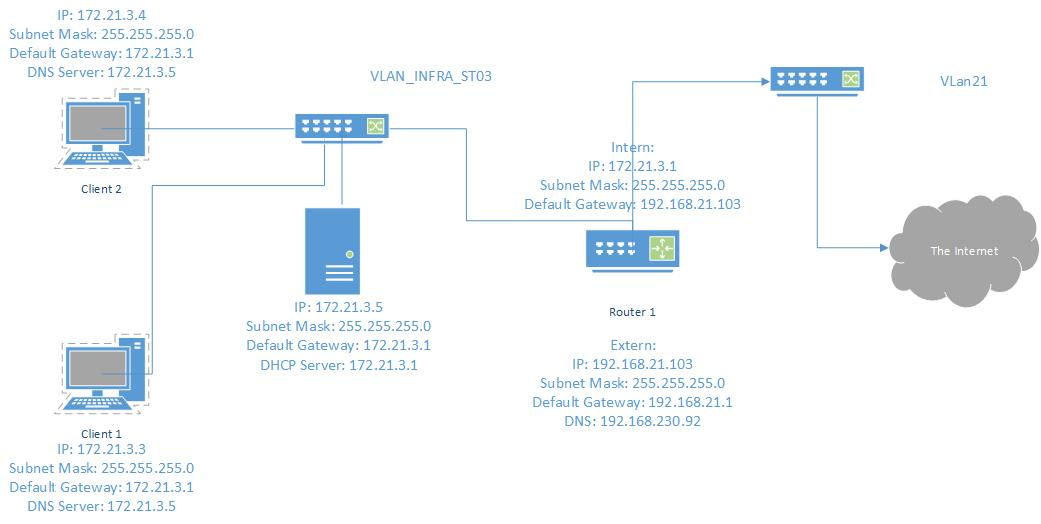 IP: 172.21.3.4
Subnet Mask: 255.255.255.0
Default Gateway: 172.21.3.1
DNS Server: 172.21.3.5
Client 2
VLAN_INFRA_ST03
VLan21
Intern:
IP: 172.21.3.1
Subnet Mask: 255.255.255.0
Default Gateway: 192.168.21.103
The Internet
Router 1
IP: 172.21.3.5
Subnet Mask: 255.255.255.0
Default Gateway: 172.21.3.1
DHCP Server: 172.21.3.1
Extern:
IP: 192.168.21.103
Subnet Mask: 255.255.255.0
Default Gateway: 192.168.21.1
DNS: 192.168.230.92
Client 1
IP: 172.21.3.3
Subnet Mask: 255.255.255.0
Default Gateway: 172.21.3.1
DNS Server: 172.21.3.5